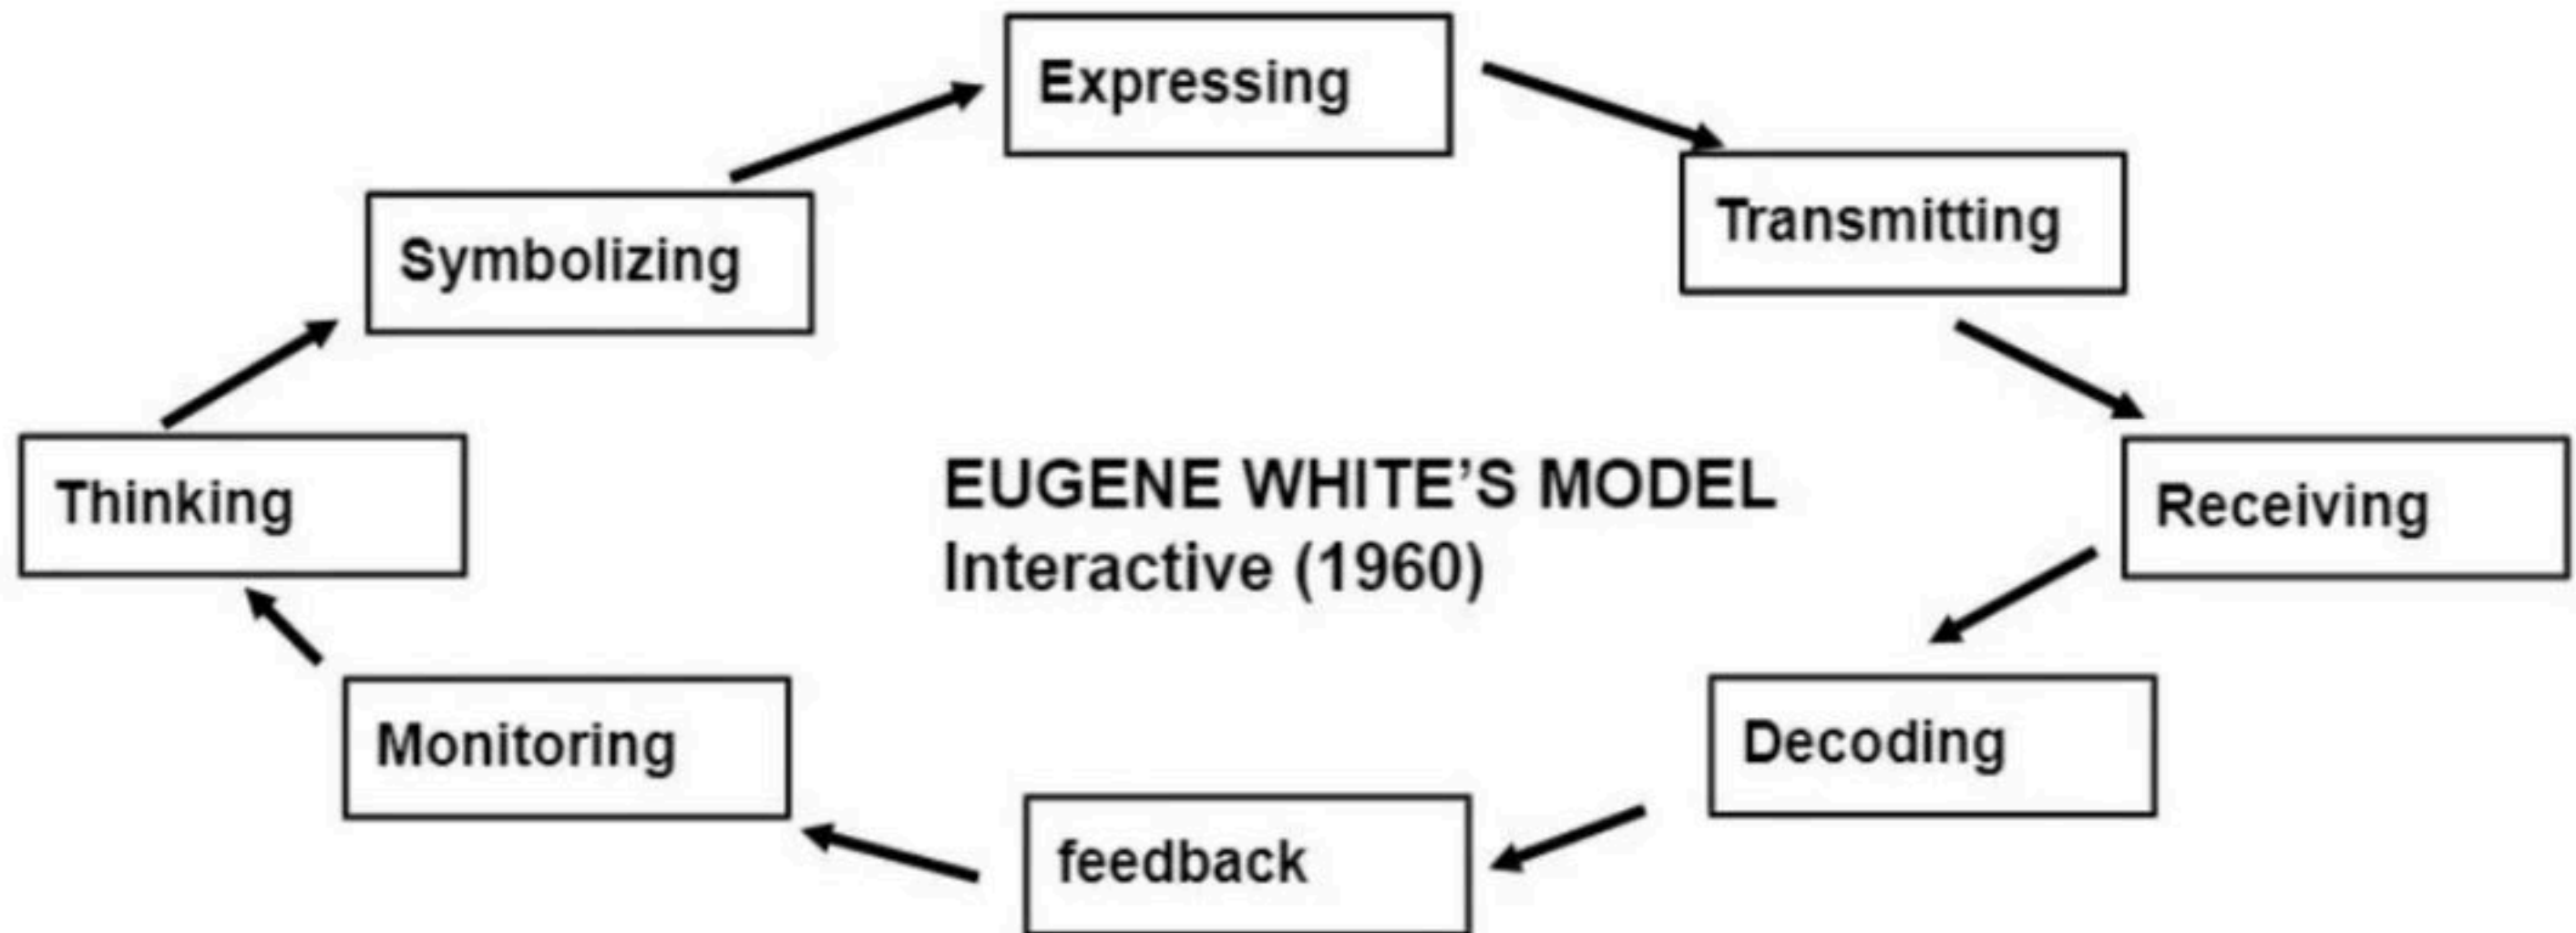 Expressing
Symbolizing
Transmitting
Thinking
EUGENE WHITE’S MODEL
Interactive (1960)
Receiving
Monitoring
Decoding
feedback